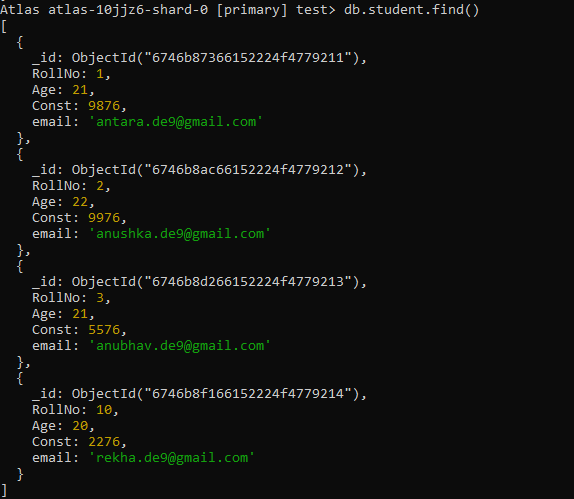 Atlas atlas-10jjz6-shard-0 [primary] test> db.student.find()
[
  {
    _id: ObjectId("6746b87366152224f4779211"),
    RollNo: 1,
    Age: 21,
    Const: 9876,
    email: 'antara.de9@gmail.com'
  },
  {
    _id: ObjectId("6746b8ac66152224f4779212"),
    RollNo: 2,
    Age: 22,
    Const: 9976,
    email: 'anushka.de9@gmail.com'
  },
  {
    _id: ObjectId("6746b8d266152224f4779213"),
    RollNo: 3,
    Age: 21,
    Const: 5576,
    email: 'anubhav.de9@gmail.com'
  },
  {
    _id: ObjectId("6746b8f166152224f4779214"),
    RollNo: 10,
    Age: 20,
    Const: 2276,
    email: 'rekha.de9@gmail.com'
  }
]